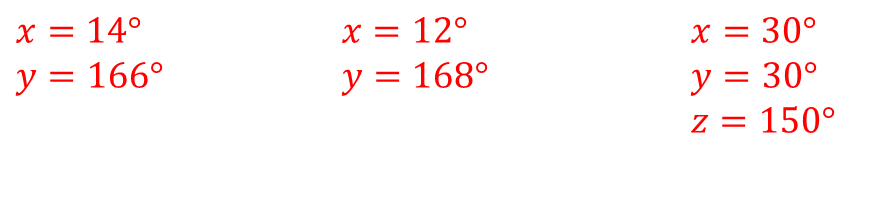 x = 14°
y = 166°
x = 12°
y = 168°
x = 30°
y = 30°
z = 150°